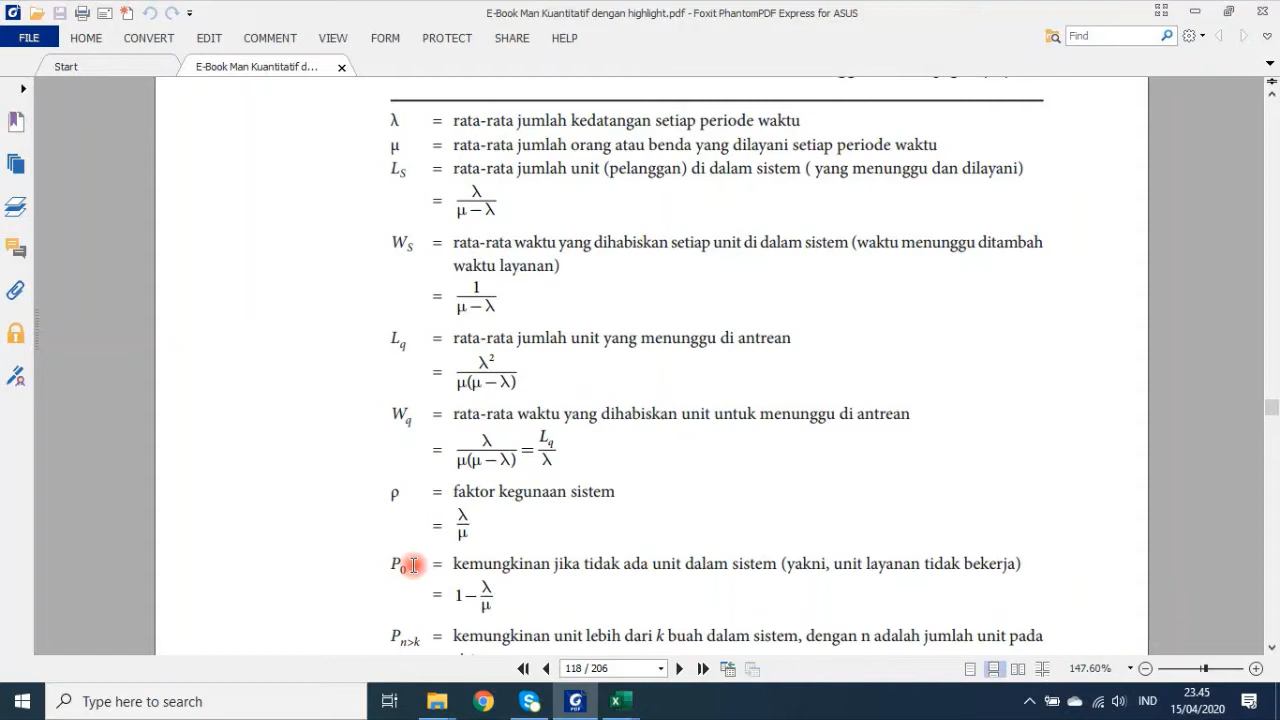 E-Book Man Kuantitatif dengan highlight.pdf - Foxit PhantomPDF Express for ASUS
FILE HOME CONVERT EDIT COMMENT VIEW FORM PROTECT SHARE HELP Find
Start E-Book Man Kuantitatif d...
λ = rata-rata jumlah kedatangan setiap periode waktu
μ = rata-rata jumlah orang atau benda yang dilayani setiap periode waktu
L_S = rata-rata jumlah unit (pelanggan) di dalam sistem ( yang menunggu dan dilayani)
= λ / (μ − λ)
W_S = rata-rata waktu yang dihabiskan setiap unit di dalam sistem (waktu menunggu ditambah
waktu layanan)
= 1 / (μ − λ)
L_q = rata-rata jumlah unit yang menunggu di antrean
= λ² / μ(μ − λ)
W_q = rata-rata waktu yang dihabiskan unit untuk menunggu di antrean
= λ / μ(μ − λ) = L_q / λ
ρ = faktor kegunaan sistem
= λ / μ
P_0 = kemungkinan jika tidak ada unit dalam sistem (yakni, unit layanan tidak bekerja)
= 1 − λ / μ
P_n>k = kemungkinan unit lebih dari k buah dalam sistem, dengan n adalah jumlah unit pada
118 / 206 147.60%
Type here to search IND 23.45
15/04/2020